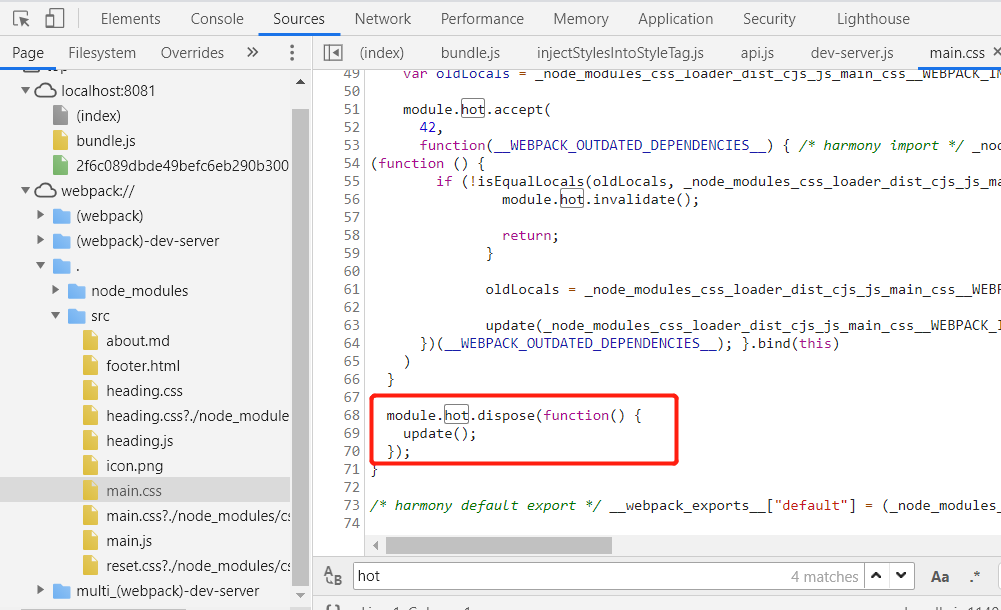 Elements Console Sources Network Performance Memory Application Security Lighthouse
Page Filesystem Overrides » (index) bundle.js injectStylesIntoStyleTag.js api.js dev-server.js main.css ×
localhost:8081
(index)
bundle.js
2f6c089dbde49befc6eb290b300
webpack://
(webpack)
(webpack)-dev-server
.
node_modules
src
about.md
footer.html
heading.css
heading.css?./node_module
heading.js
icon.png
main.css
main.css?./node_modules/cs
main.js
reset.css?./node_modules/cs
multi_(webpack)-dev-server
49 var oldLocals = _node_modules_css_loader_dist_cjs_js_main_css__WEBPACK_IM
50
51 module.hot.accept(
52 42,
53 function(__WEBPACK_OUTDATED_DEPENDENCIES__) { /* harmony import */ _noc
54 (function () {
55 if (!isEqualLocals(oldLocals, _node_modules_css_loader_dist_cjs_js_ma
56 module.hot.invalidate();
57
58 return;
59 }
60
61 oldLocals = _node_modules_css_loader_dist_cjs_js_main_css__WEBP
62
63 update(_node_modules_css_loader_dist_cjs_js_main_css__WEBPACK_I
64 })(__WEBPACK_OUTDATED_DEPENDENCIES__); }.bind(this)
65 )
66 }
67
68 module.hot.dispose(function() {
69 update();
70 });
71 }
72
73 /* harmony default export */ __webpack_exports__["default"] = (_node_modules_
74
hot 4 matches Aa .*